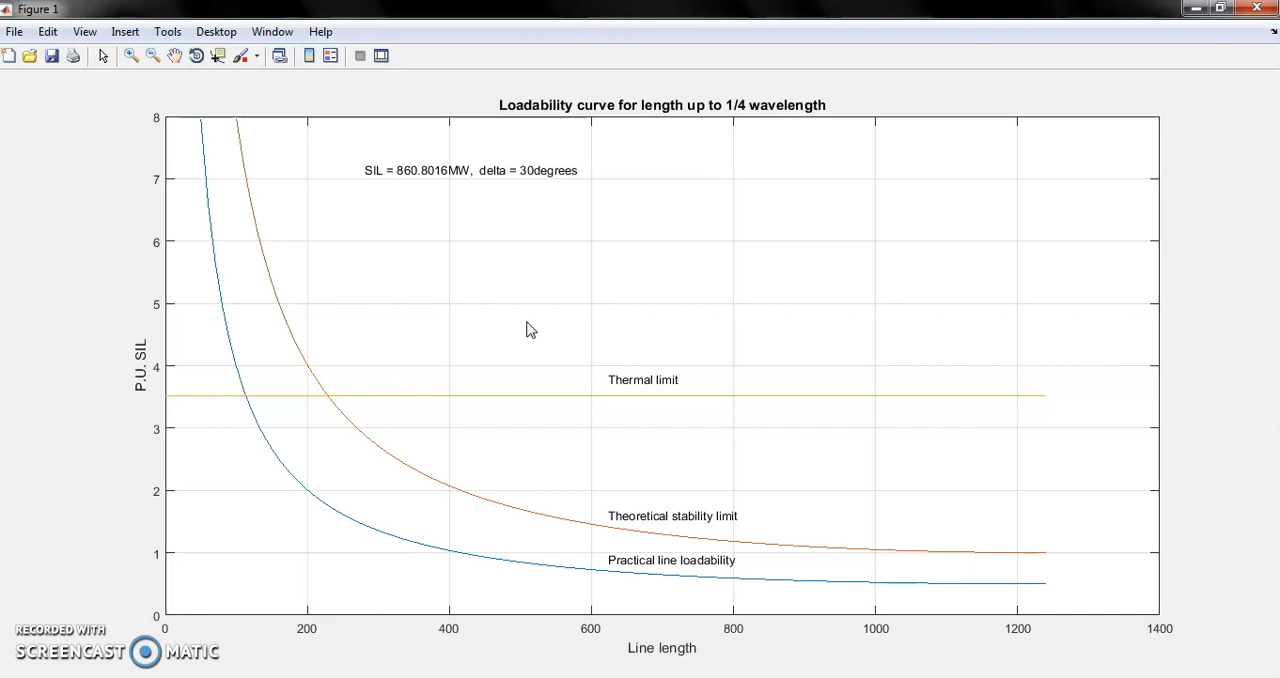 Figure 1
File Edit View Insert Tools Desktop Window Help
Loadability curve for length up to 1/4 wavelength
SIL = 860.8016MW, delta = 30degrees
8
7
6
5
4
3
2
1
0
P.U. SIL
Thermal limit
Theoretical stability limit
Practical line loadability
0 200 400 600 800 1000 1200 1400
Line length
RECORDED WITH
SCREENCAST MATIC